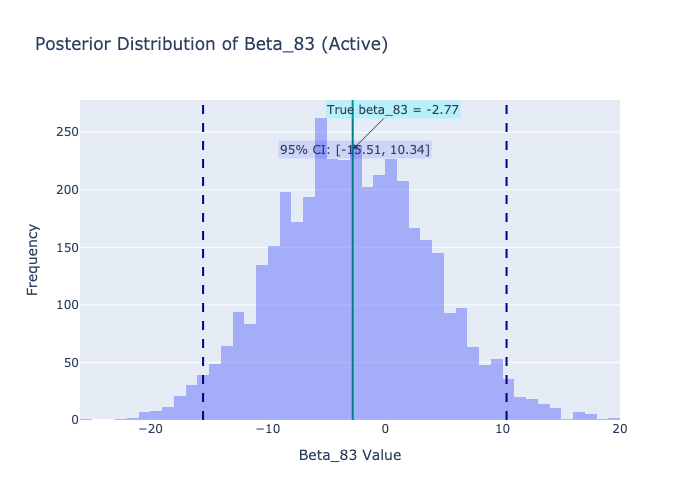 Posterior Distribution of Beta_83 (Active)
True beta_83 = -2.77
95% CI: [-15.51, 10.34]
250
200
150
100
50
0
Frequency
−20
−10
0
10
20
Beta_83 Value